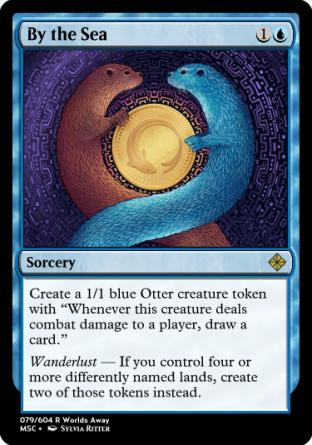 By the Sea 1
Sorcery
Create a 1/1 blue Otter creature token
with “Whenever this creature deals
combat damage to a player, draw a
card.”
Wanderlust — If you control four or
more differently named lands, create
two of those tokens instead.
079/604 R Worlds Away
MSC • Sylvia Ritter